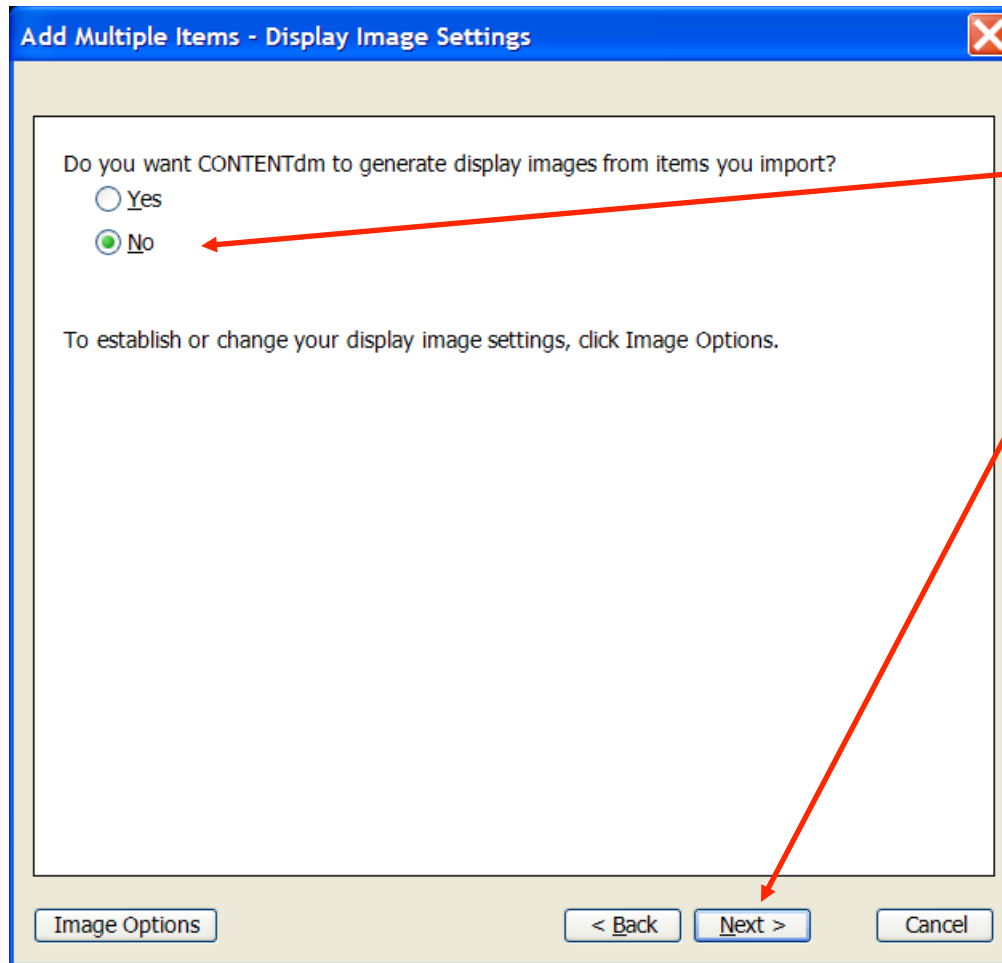 Add Multiple Items - Display Image Settings
Do you want CONTENTdm to generate display images from items you import?
Yes
No
To establish or change your display image settings, click Image Options.
Image Options
< Back
Next >
Cancel